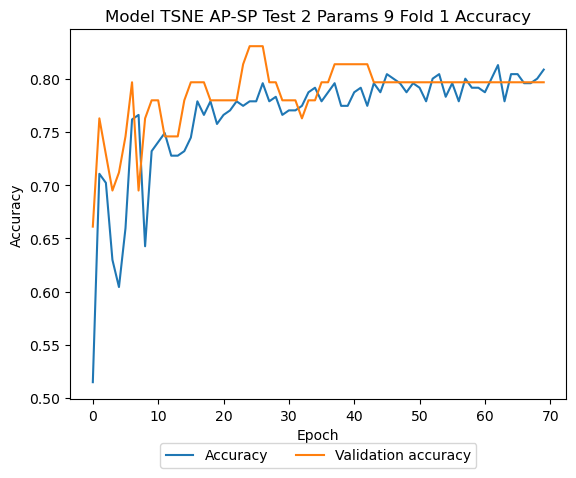 Model TSNE AP-SP Test 2 Params 9 Fold 1 Accuracy
0.80
0.75
0.70
0.65
0.60
0.55
0.50
Accuracy
0 10 20 30 40 50 60 70
Epoch
Accuracy Validation accuracy